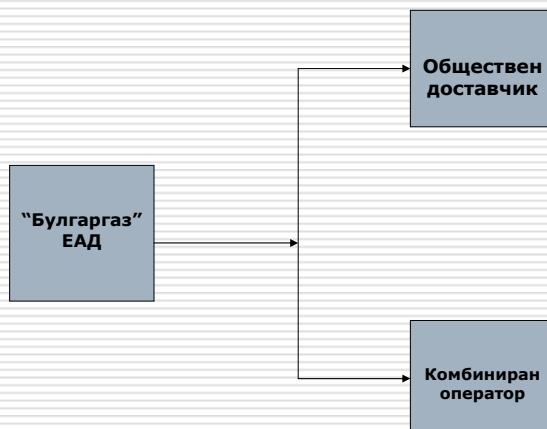 Обществен
доставчик
“Булгаргаз”
ЕАД
Комбиниран
оператор